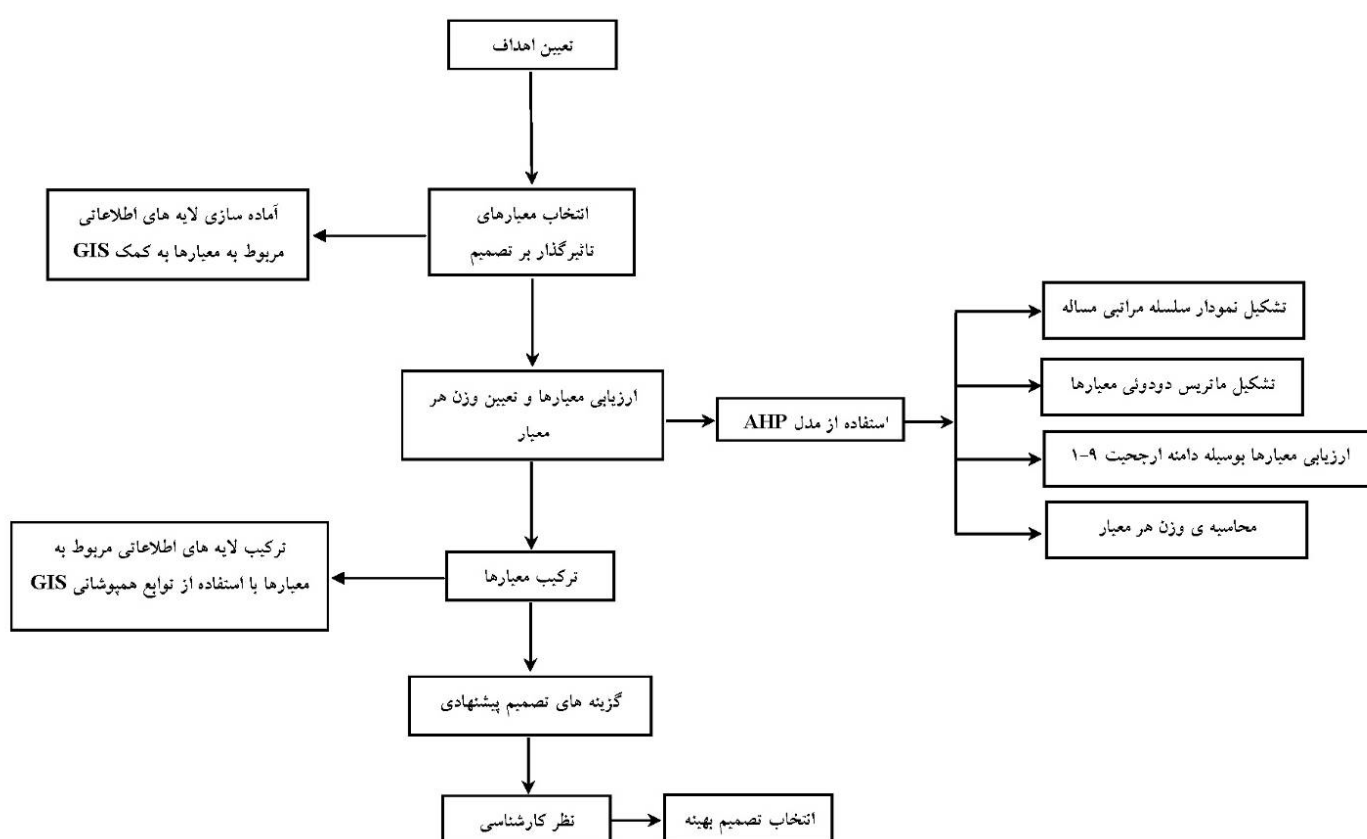 تعیین اهداف
انتخاب معیارهای
تاثیرگذار بر تصمیم
آماده سازی لایه های اطلاعاتی
مربوط به معیارها به کمک GIS
ارزیابی معیارها و تعیین وزن هر
معیار
استفاده از مدل AHP
تشکیل نمودار سلسله مراتبی مساله
تشکیل ماتریس دودوئی معیارها
ارزیابی معیارها بوسیله دامنه ارجحیت ۹-۱
محاسبه ی وزن هر معیار
ترکیب معیارها
ترکیب لایه های اطلاعاتی مربوط به
معیارها با استفاده از توابع همپوشانی GIS
گزینه های تصمیم پیشنهادی
نظر کارشناسی
انتخاب تصمیم بهینه